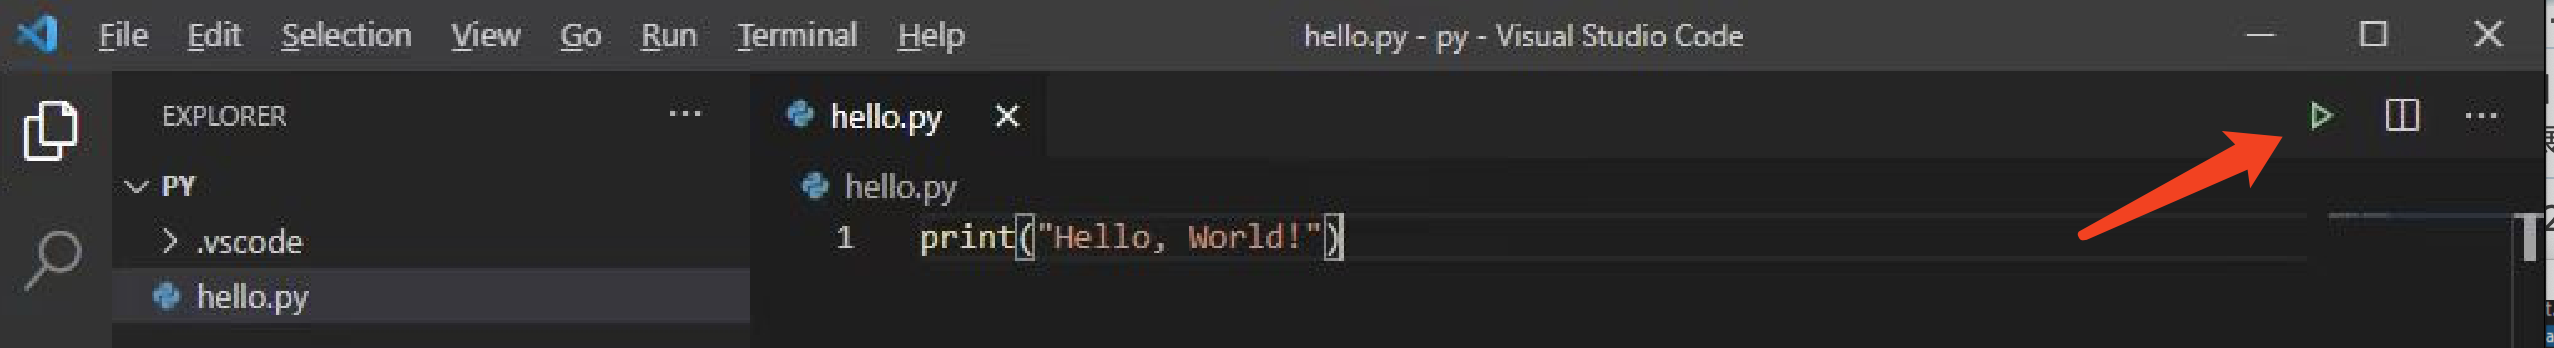 File Edit Selection View Go Run Terminal Help hello.py - py - Visual Studio Code
EXPLORER
PY
.vscode
hello.py
hello.py
hello.py
1 print("Hello, World!")